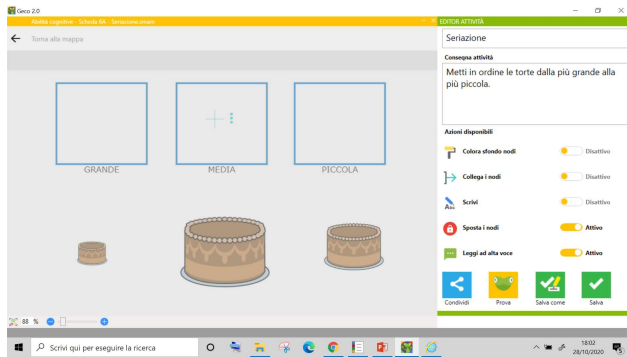 Geco 2.0
Abilità cognitive - Scheda 8A - Seriazione.smam
EDITOR ATTIVITÀ
Torna alla mappa
Seriazione
Consegna attività
Metti in ordine le torte dalla più grande alla
più piccola.
GRANDE
MEDIA
PICCOLA
Azioni disponibili
Colora sfondo nodi
Disattivo
Collega i nodi
Disattivo
Abc
Scrivi
Disattivo
Sposta i nodi
Attivo
Leggi ad alta voce
Attivo
Condividi
Prova
Salva come
Salva
88 %
Scrivi qui per eseguire la ricerca
18:02
28/10/2020